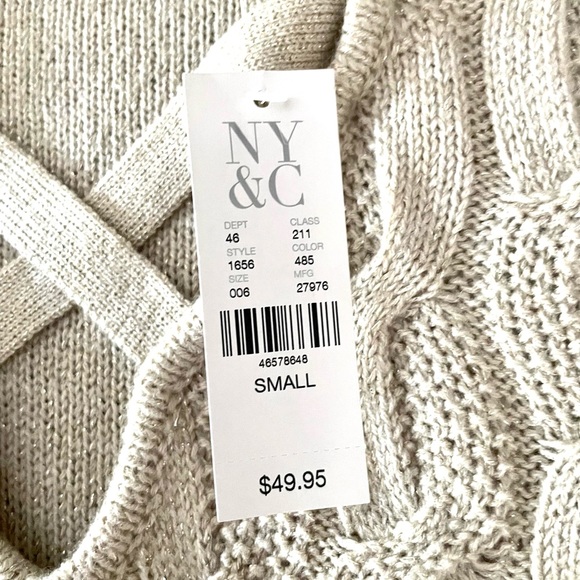 NY
&C
DEPT CLASS
46 211
STYLE COLOR
1656 485
SIZE MFG
006 27976
46578648
SMALL
$49.95